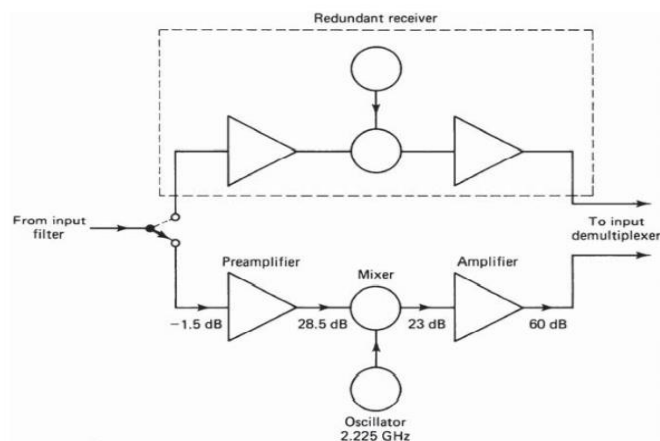 Redundant receiver
From input
filter
To input
demultiplexer
Preamplifier
Mixer
Amplifier
−1.5 dB
28.5 dB
23 dB
60 dB
Oscillator
2.225 GHz